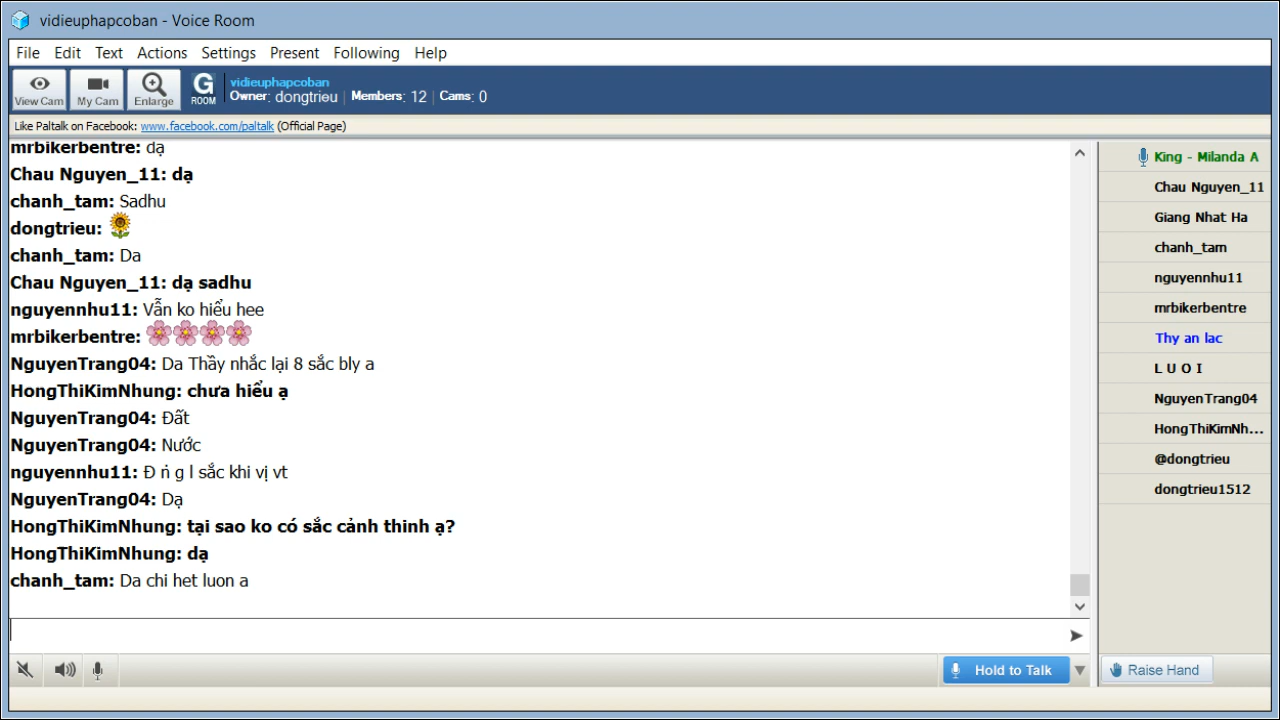 vidieuphapcoban - Voice Room
File Edit Text Actions Settings Present Following Help
View Cam My Cam Enlarge G ROOM
vidieuphapcoban
Owner: dongtrieu | Members: 12 | Cams: 0
Like Paltalk on Facebook: www.facebook.com/paltalk (Official Page)
mrbikerbentre: dạ
Chau Nguyen_11: dạ
chanh_tam: Sadhu
dongtrieu:
chanh_tam: Da
Chau Nguyen_11: dạ sadhu
nguyennhu11: Vẫn ko hiểu hee
mrbikerbentre:
NguyenTrang04: Da Thầy nhắc lại 8 sắc bly a
HongThiKimNhung: chưa hiểu ạ
NguyenTrang04: Đất
NguyenTrang04: Nước
nguyennhu11: Đ ń g l sắc khi vị vt
NguyenTrang04: Dạ
HongThiKimNhung: tại sao ko có sắc cảnh thinh ạ?
HongThiKimNhung: dạ
chanh_tam: Da chi het luon a
King - Milanda A
Chau Nguyen_11
Giang Nhat Ha
chanh_tam
nguyennhu11
mrbikerbentre
Thy an lac
L U O I
NguyenTrang04
HongThiKimNh...
@dongtrieu
dongtrieu1512
Hold to Talk
Raise Hand